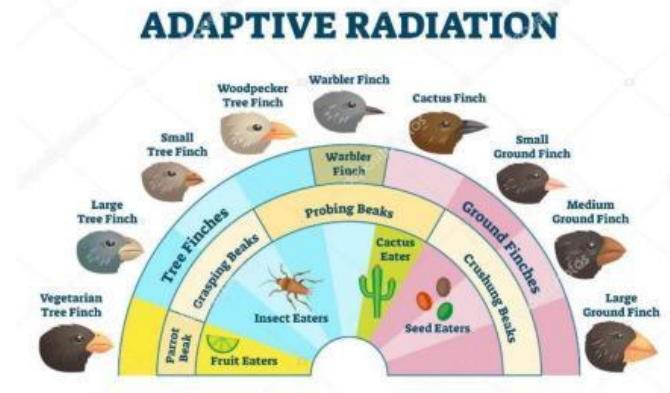 ADAPTIVE RADIATION
Warbler Finch
Woodpecker
Tree Finch
Cactus Finch
Small
Tree Finch
Small
Ground Finch
Large
Tree Finch
Medium
Ground Finch
Vegetarian
Tree Finch
Large
Ground Finch
Warbler
Finch
Tree Finches
Ground Finches
Probing Beaks
Grasping Beaks
Crushung Beaks
Parrot
Beak
Cactus
Eater
Insect Eaters
Seed Eaters
Fruit Eaters